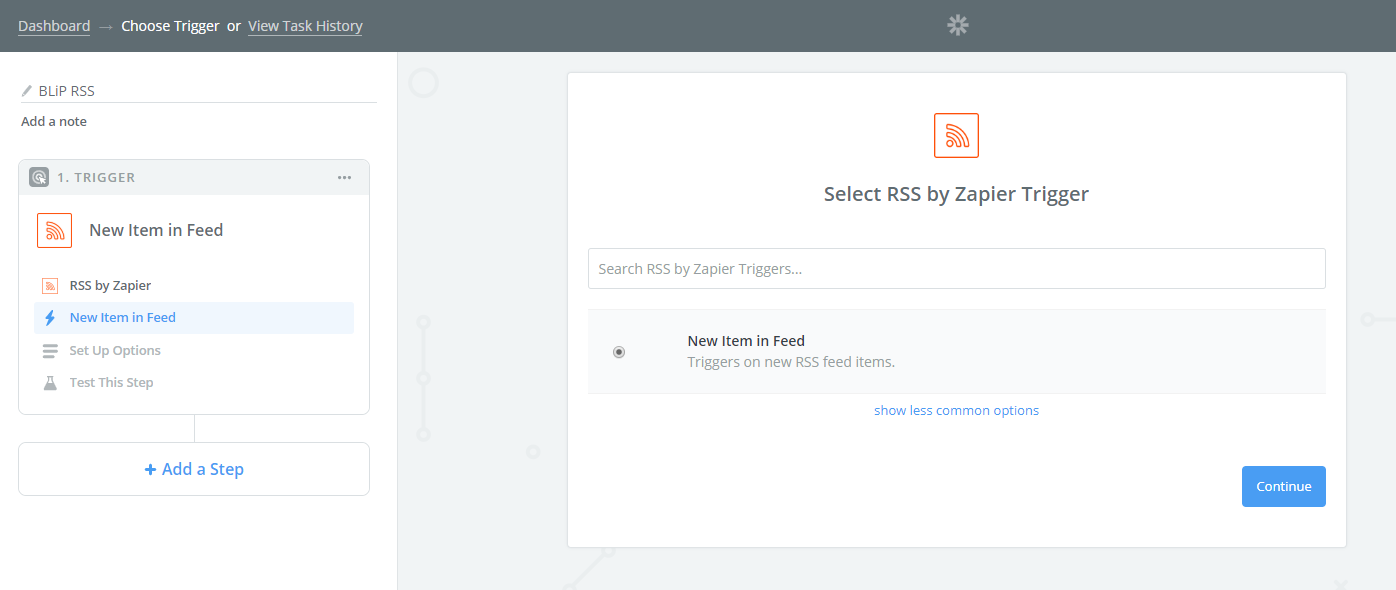 Dashboard → Choose Trigger or View Task History
BLiP RSS
Add a note
1. TRIGGER
New Item in Feed
RSS by Zapier
New Item in Feed
Set Up Options
Test This Step
+ Add a Step
Select RSS by Zapier Trigger
Search RSS by Zapier Triggers...
New Item in Feed
Triggers on new RSS feed items.
show less common options
Continue